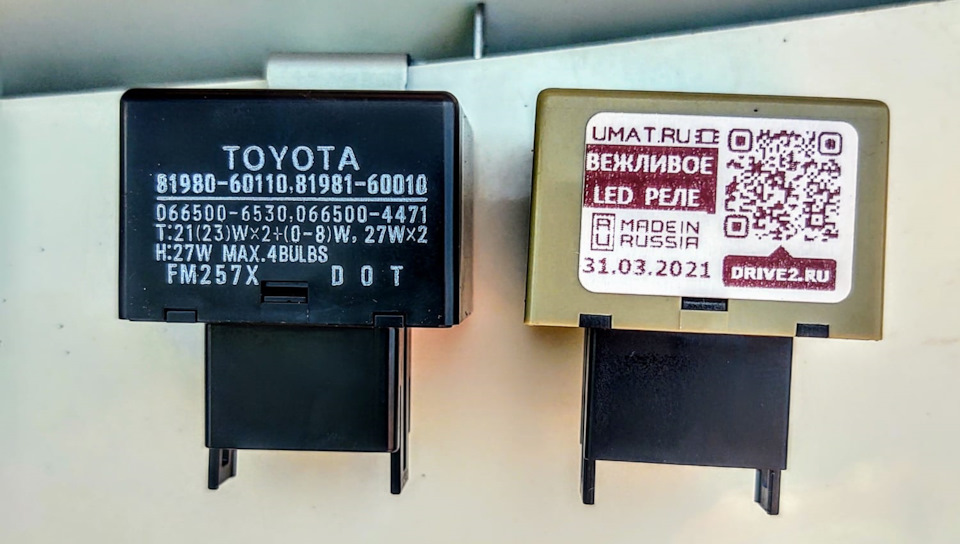 TOYOTA
81980-60110,81981-60010
066500-6530,066500-4471
T:21(23)W×2+(0-8)W, 27W×2
H:27W MAX.4BULBS
FM257X DOT
UMAT.RU
ВЕЖЛИВОЕ
LED РЕЛЕ
MADE IN
RUSSIA
31.03.2021
DRIVE2.RU